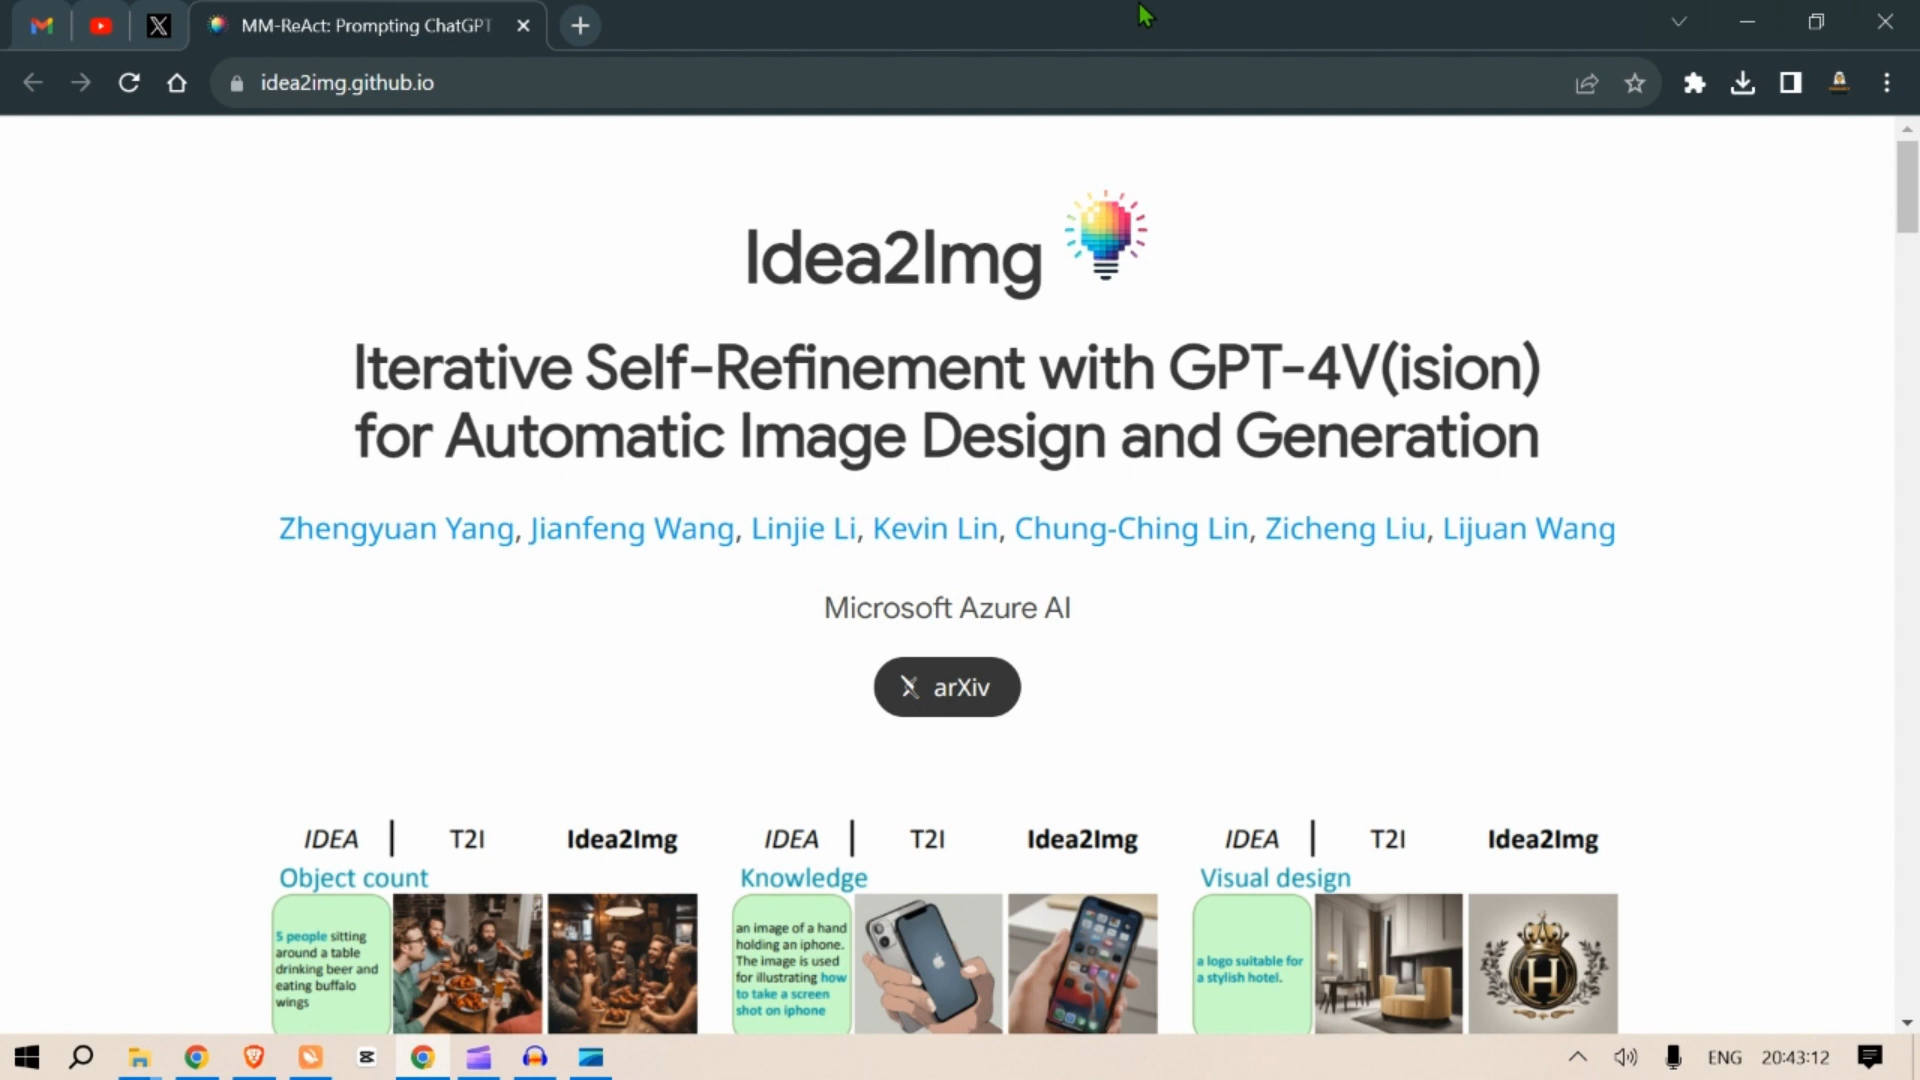 MM-ReAct: Prompting ChatGPT
idea2img.github.io
Idea2Img
Iterative Self-Refinement with GPT-4V(ision)
for Automatic Image Design and Generation
Zhengyuan Yang, Jianfeng Wang, Linjie Li, Kevin Lin, Chung-Ching Lin, Zicheng Liu, Lijuan Wang
Microsoft Azure AI
arXiv
IDEA | T2I Idea2Img
Object count
5 people sitting
around a table
drinking beer and
eating buffalo
wings
IDEA | T2I Idea2Img
Knowledge
an image of a hand
holding an iphone.
The image is used
for illustrating how
to take a screen
shot on iphone
IDEA | T2I Idea2Img
Visual design
a logo suitable for
a stylish hotel.
H
ENG 20:43:12